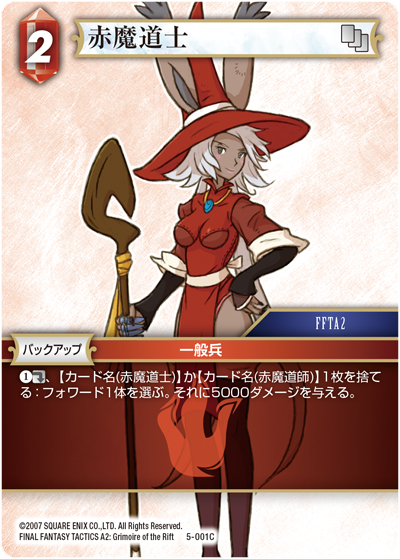 2
赤魔道士
FFTA2
バックアップ
一般兵
❶、【カード名(赤魔道士)】か【カード名(赤魔道師)】1枚を捨て
る：フォワード1体を選ぶ。それに5000ダメージを与える。
©2007 SQUARE ENIX CO.,LTD. All Rights Reserved.
FINAL FANTASY TACTICS A2: Grimoire of the Rift 5-001C